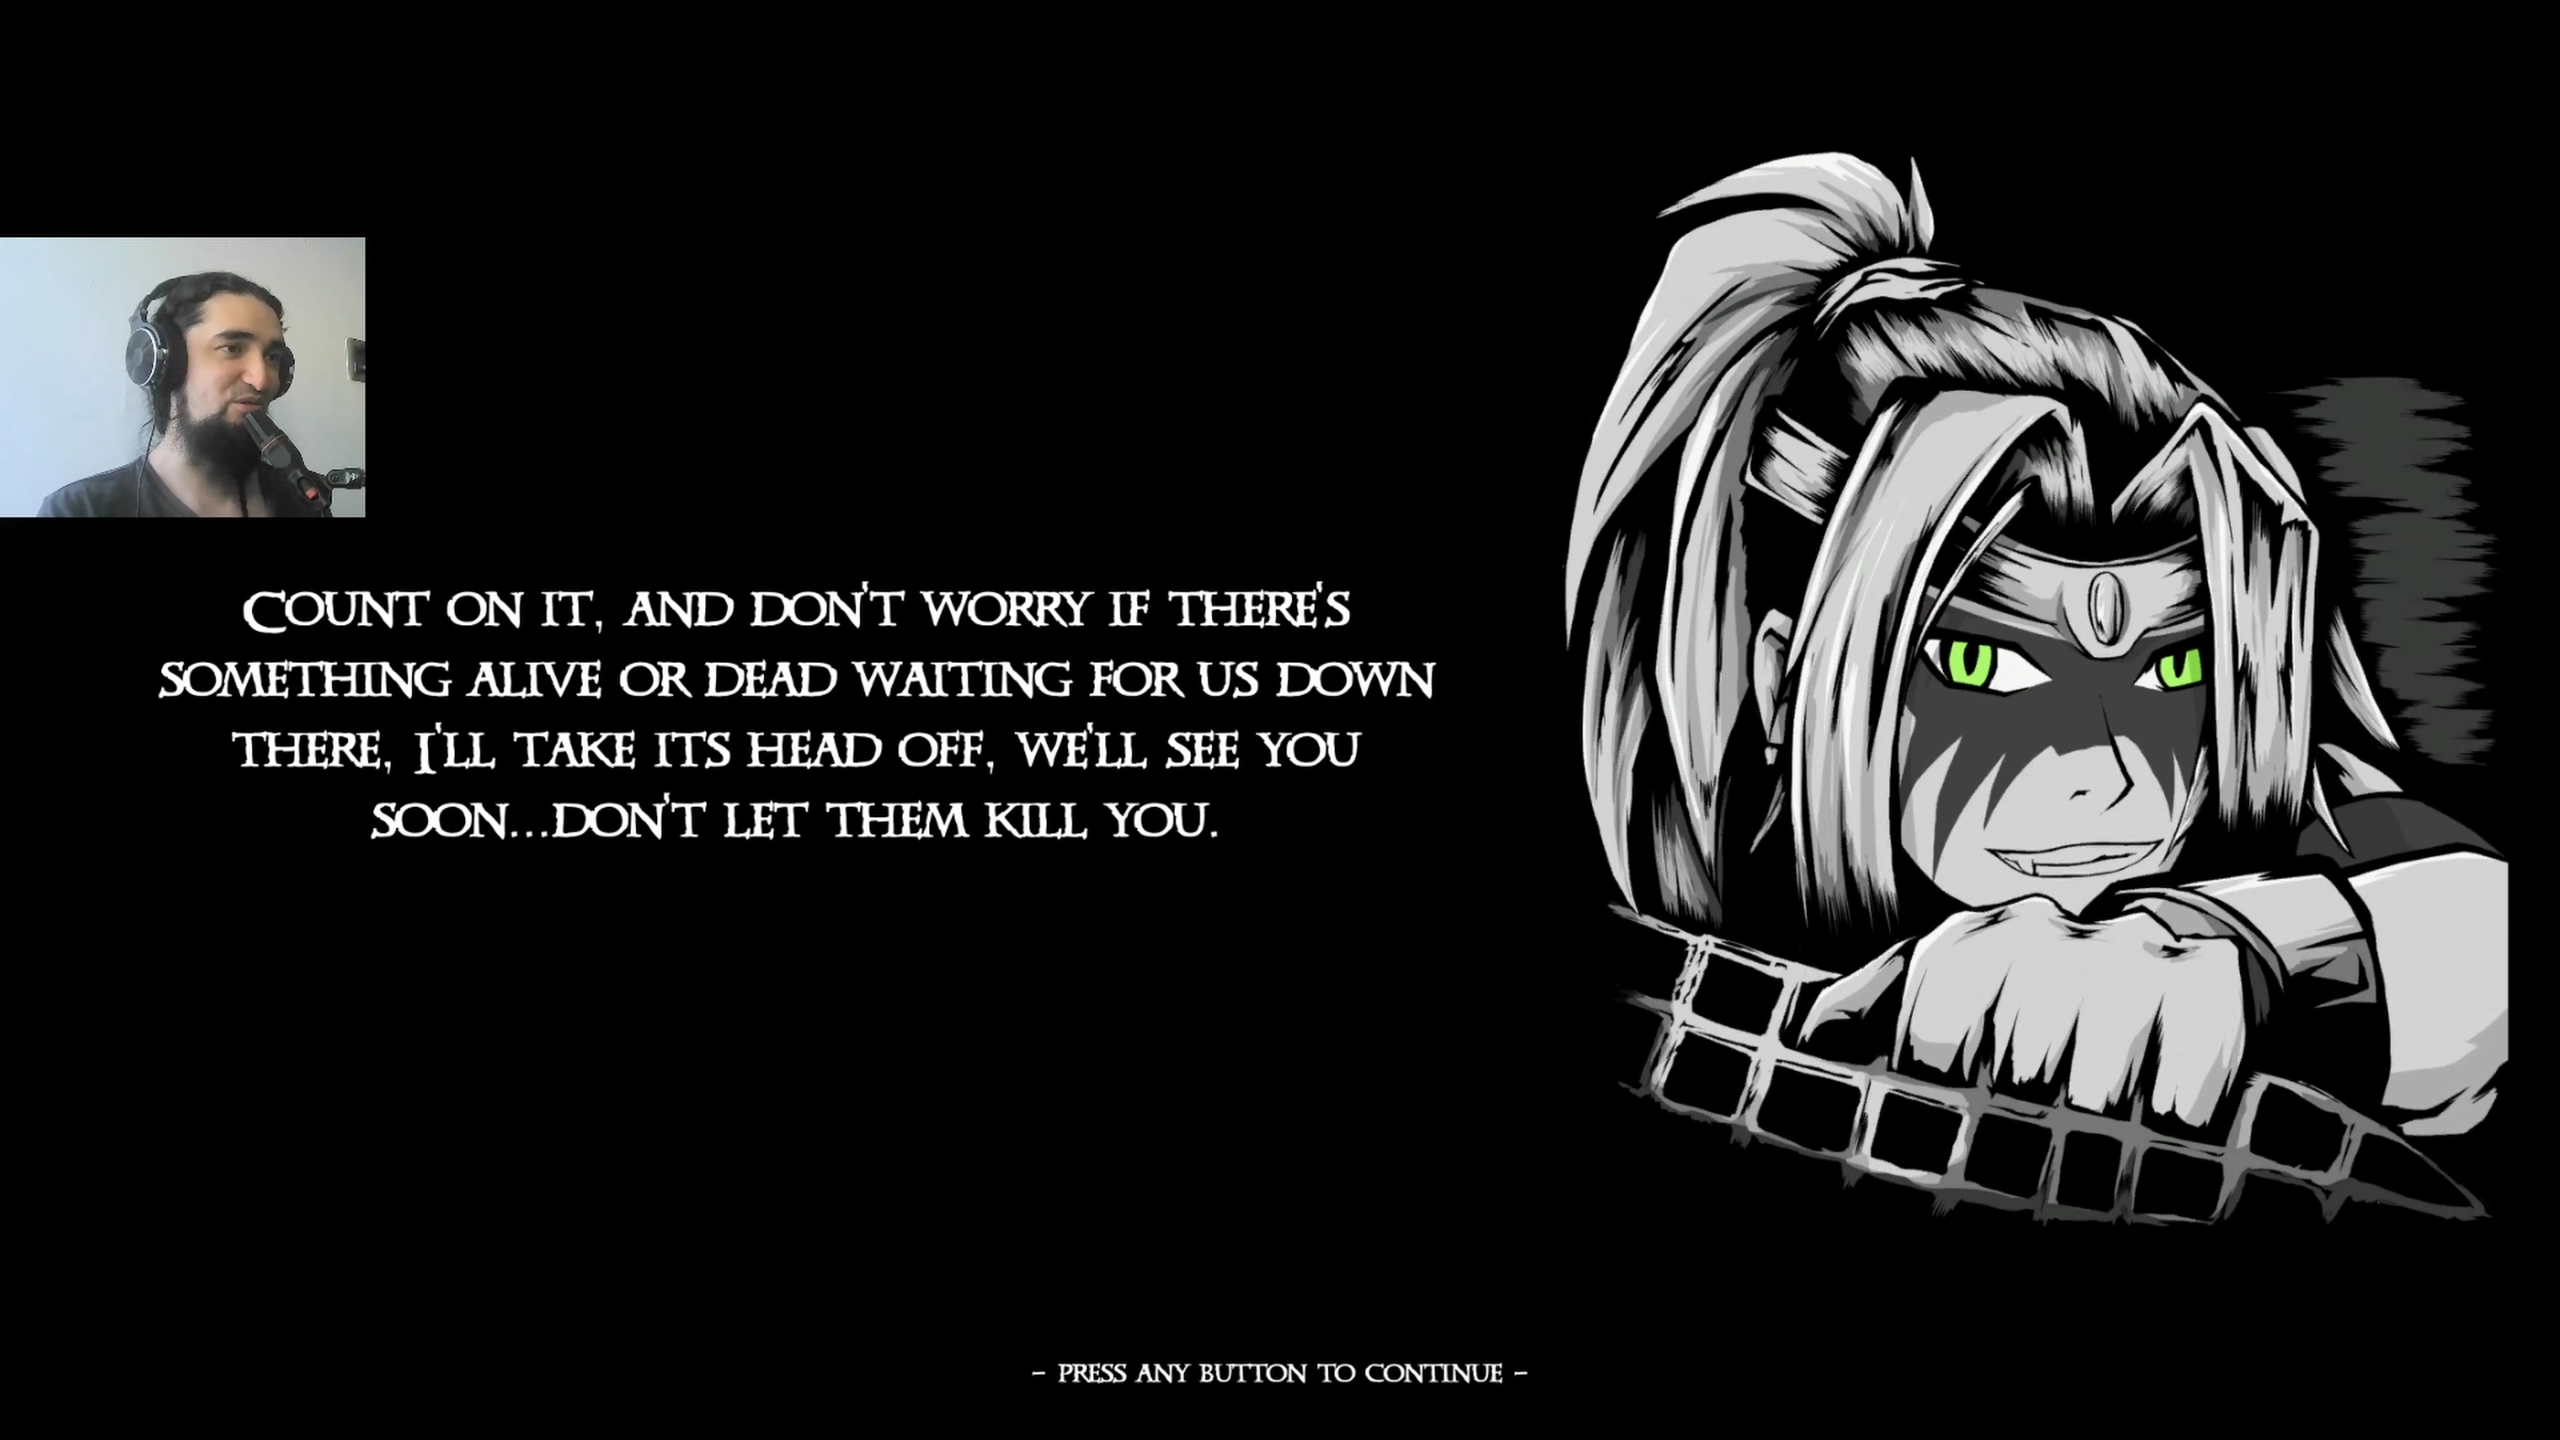 Count on it, and don't worry if there's
something alive or dead waiting for us down
there, I'll take its head off, we'll see you
soon...don't let them kill you.
- press any button to continue -